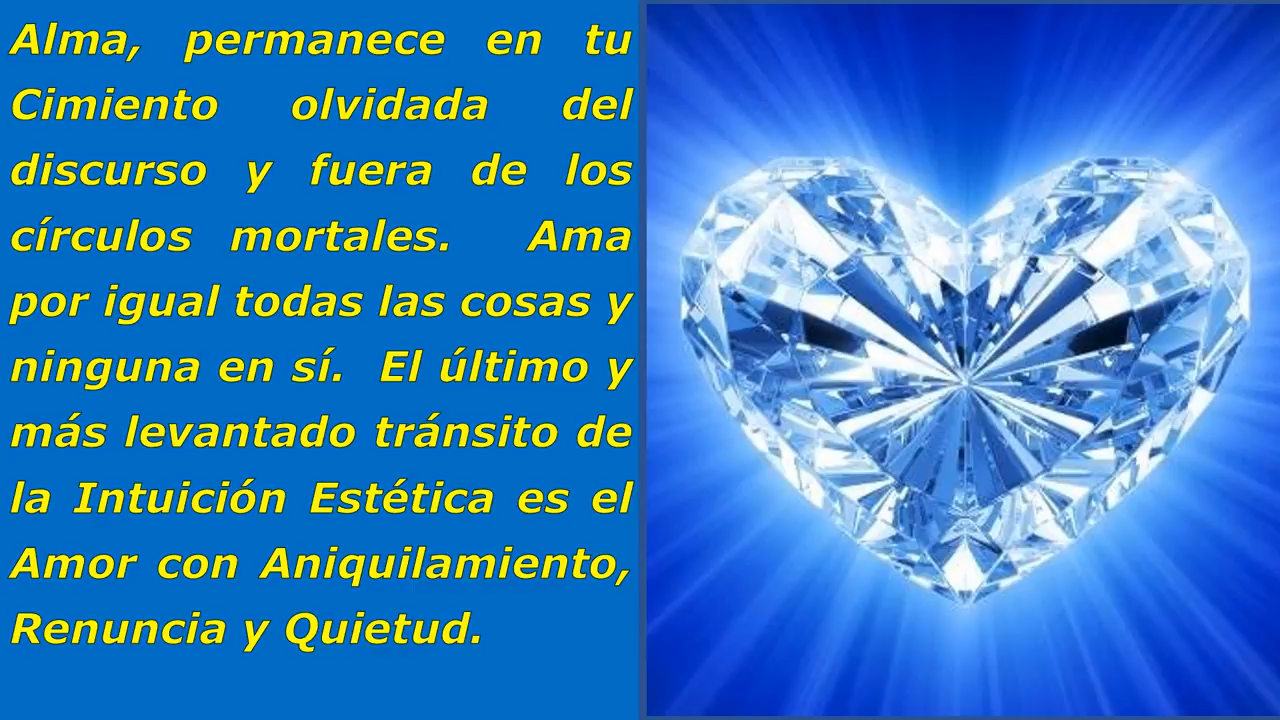 Alma, permanece en tu
Cimiento olvidada del
discurso y fuera de los
círculos mortales. Ama
por igual todas las cosas y
ninguna en sí. El último y
más levantado tránsito de
la Intuición Estética es el
Amor con Aniquilamiento,
Renuncia y Quietud.